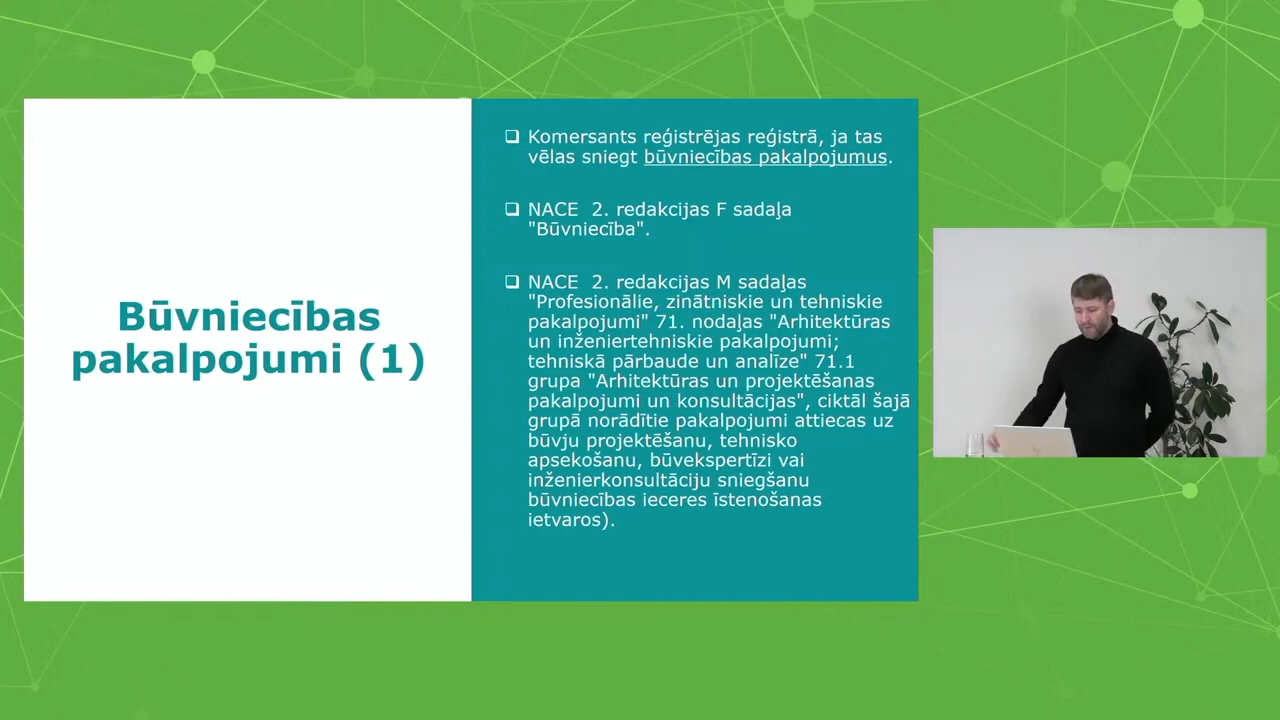 Būvniecības
pakalpojumi (1)
Komersants reģistrējas reģistrā, ja tas
vēlas sniegt būvniecības pakalpojumus.
NACE  2. redakcijas F sadaļa
"Būvniecība".
NACE  2. redakcijas M sadaļas
"Profesionālie, zinātniskie un tehniskie
pakalpojumi" 71. nodaļas "Arhitektūras
un inženiertehniskie pakalpojumi;
tehniskā pārbaude un analīze" 71.1
grupa "Arhitektūras un projektēšanas
pakalpojumi un konsultācijas", ciktāl šajā
grupā norādītie pakalpojumi attiecas uz
būvju projektēšanu, tehnisko
apsekošanu, būvekspertīzi vai
inženierkonsultāciju sniegšanu
būvniecības ieceres īstenošanas
ietvaros).